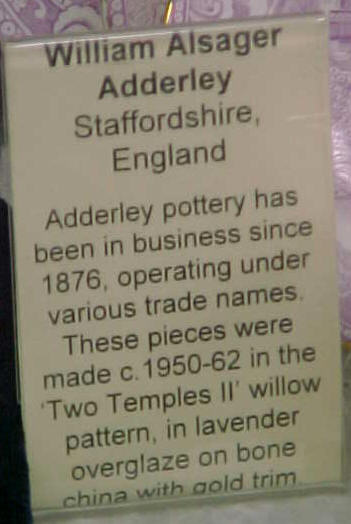 William Alsager
Adderley
Staffordshire,
England
Adderley pottery has
been in business since
1876, operating under
various trade names.
These pieces were
made c.1950-62 in the
'Two Temples II' willow
pattern, in lavender
overglaze on bone
china with gold trim